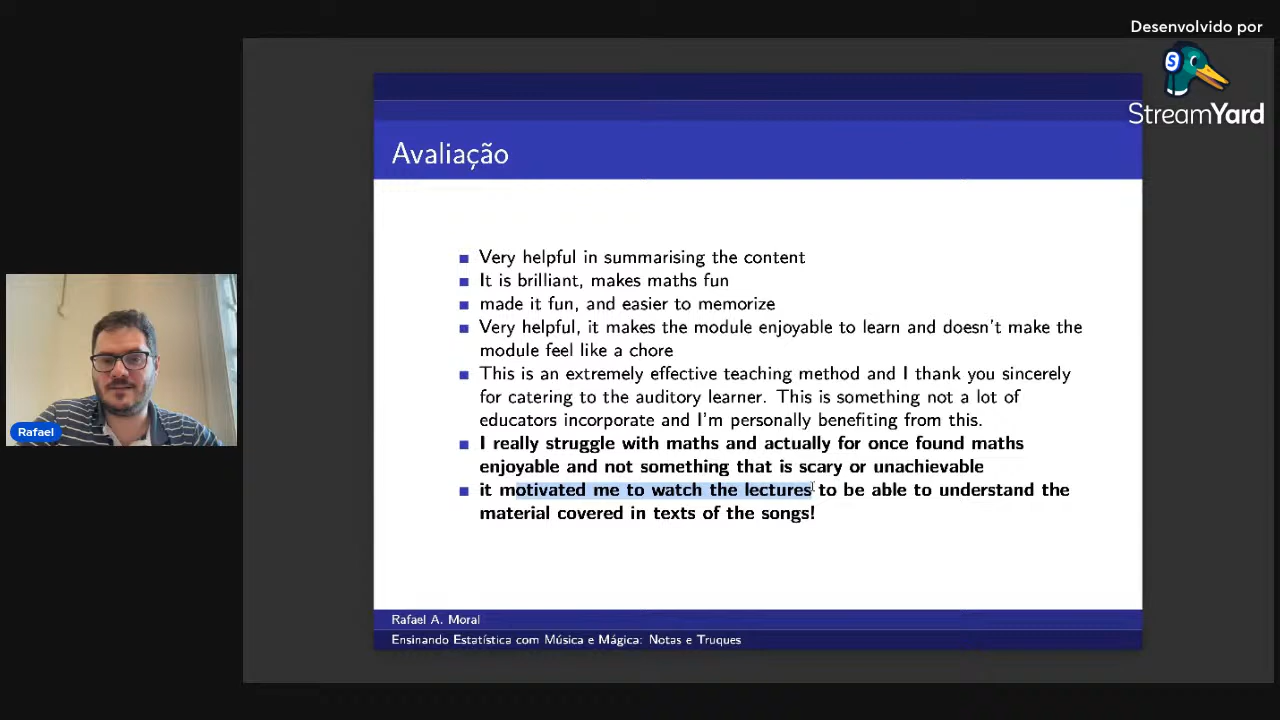 Desenvolvido por
S
StreamYard
Avaliação
Very helpful in summarising the content
It is brilliant, makes maths fun
made it fun, and easier to memorize
Very helpful, it makes the module enjoyable to learn and doesn't make the
module feel like a chore
This is an extremely effective teaching method and I thank you sincerely
for catering to the auditory learner. This is something not a lot of
educators incorporate and I'm personally benefiting from this.
I really struggle with maths and actually for once found maths
enjoyable and not something that is scary or unachievable
it motivated me to watch the lectures to be able to understand the
material covered in texts of the songs!
Rafael
Rafael A. Moral
Ensinando Estatística com Música e Mágica: Notas e Truques